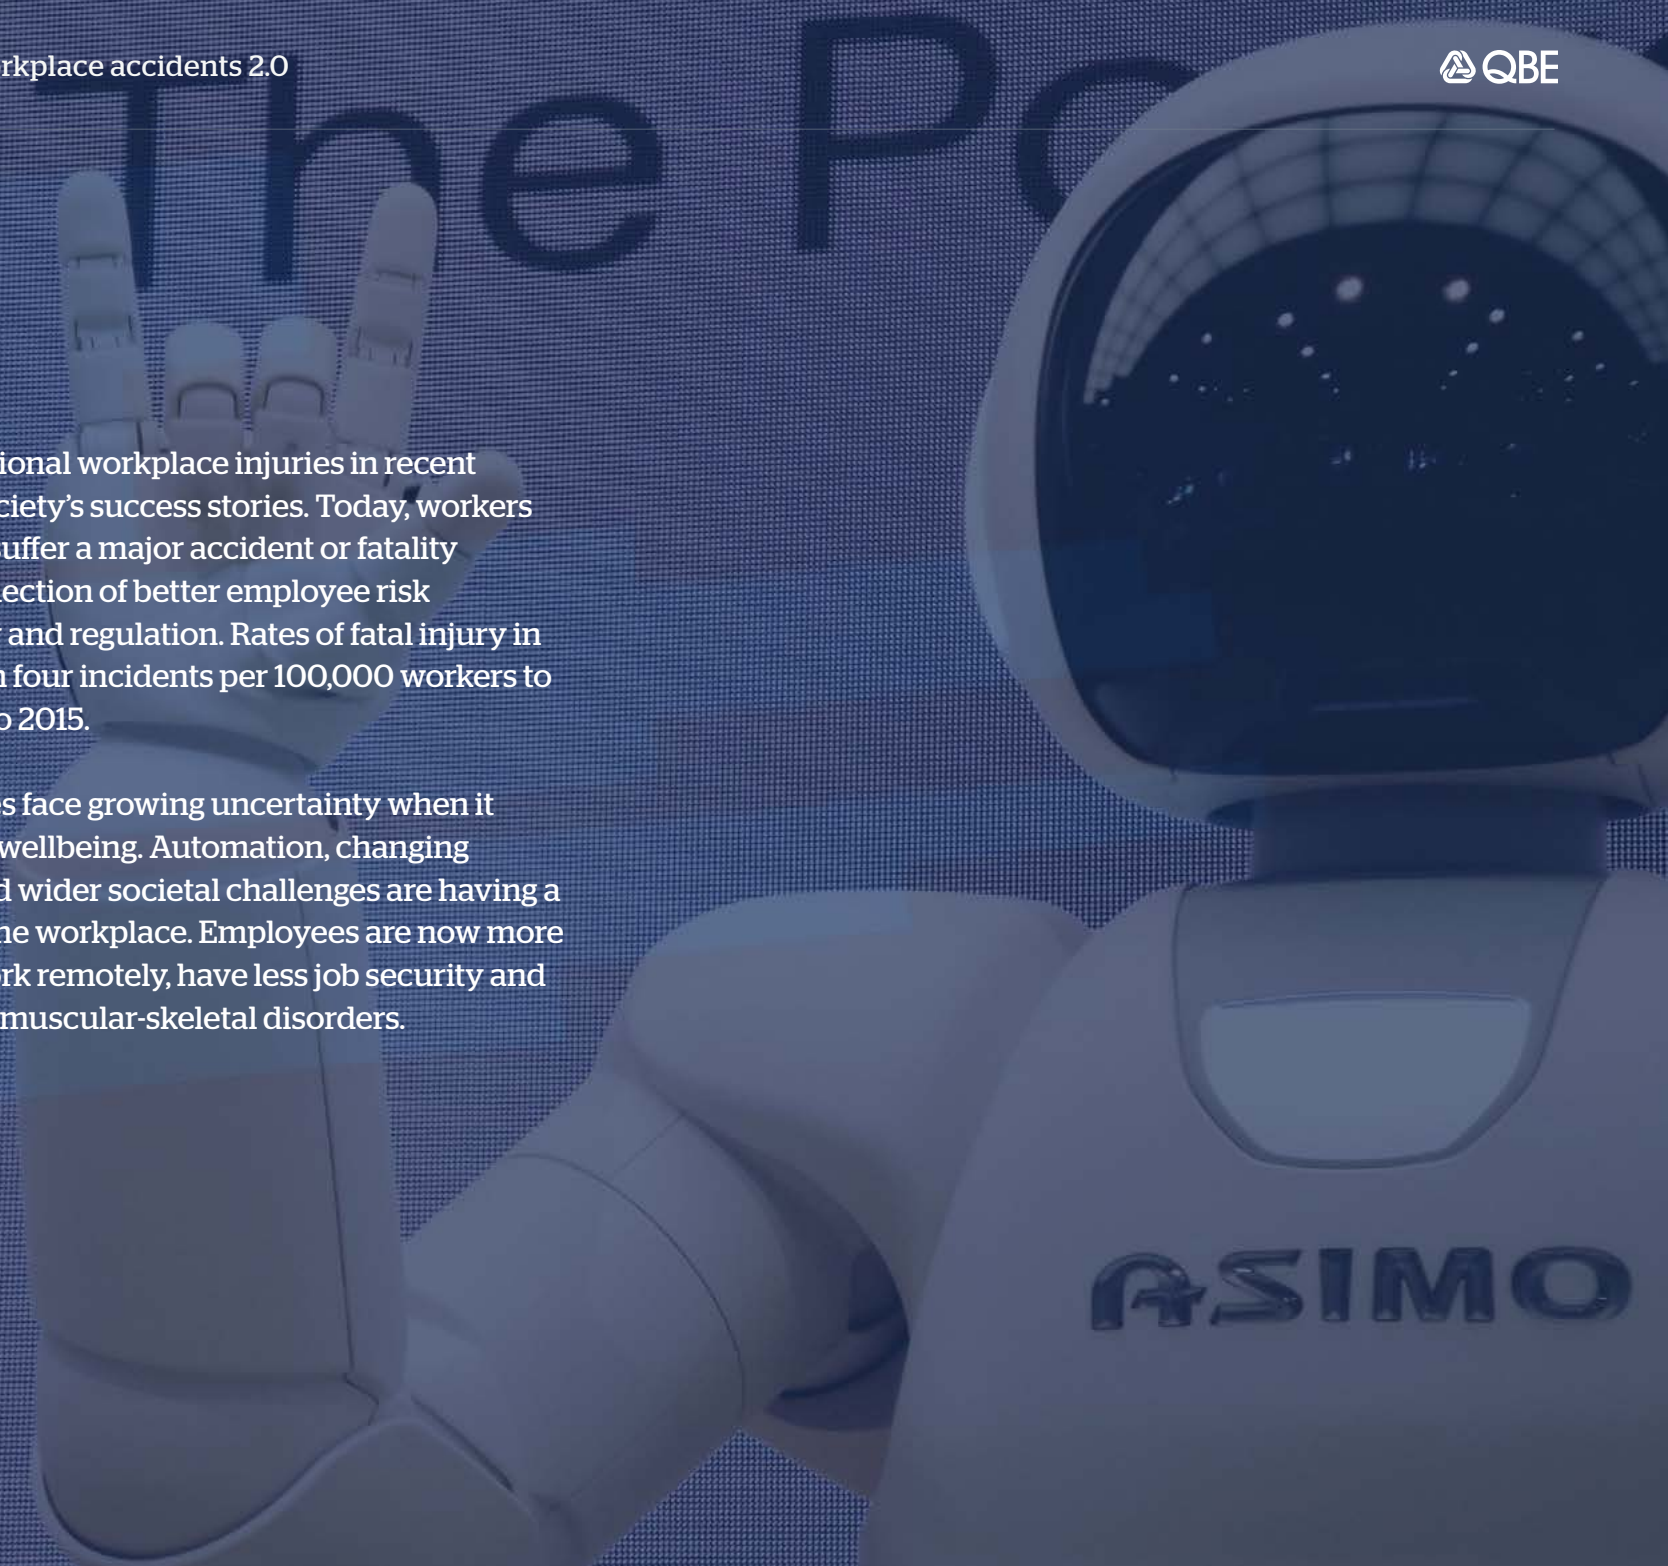 rkplace accidents 2.0
QBE
The Po
ional workplace injuries in recent
ciety's success stories. Today, workers
uffer a major accident or fatality
lection of better employee risk
and regulation. Rates of fatal injury in
four incidents per 100,000 workers to
o 2015.
s face growing uncertainty when it
wellbeing. Automation, changing
d wider societal challenges are having a
he workplace. Employees are now more
rk remotely, have less job security and
muscular-skeletal disorders.
ASIMO